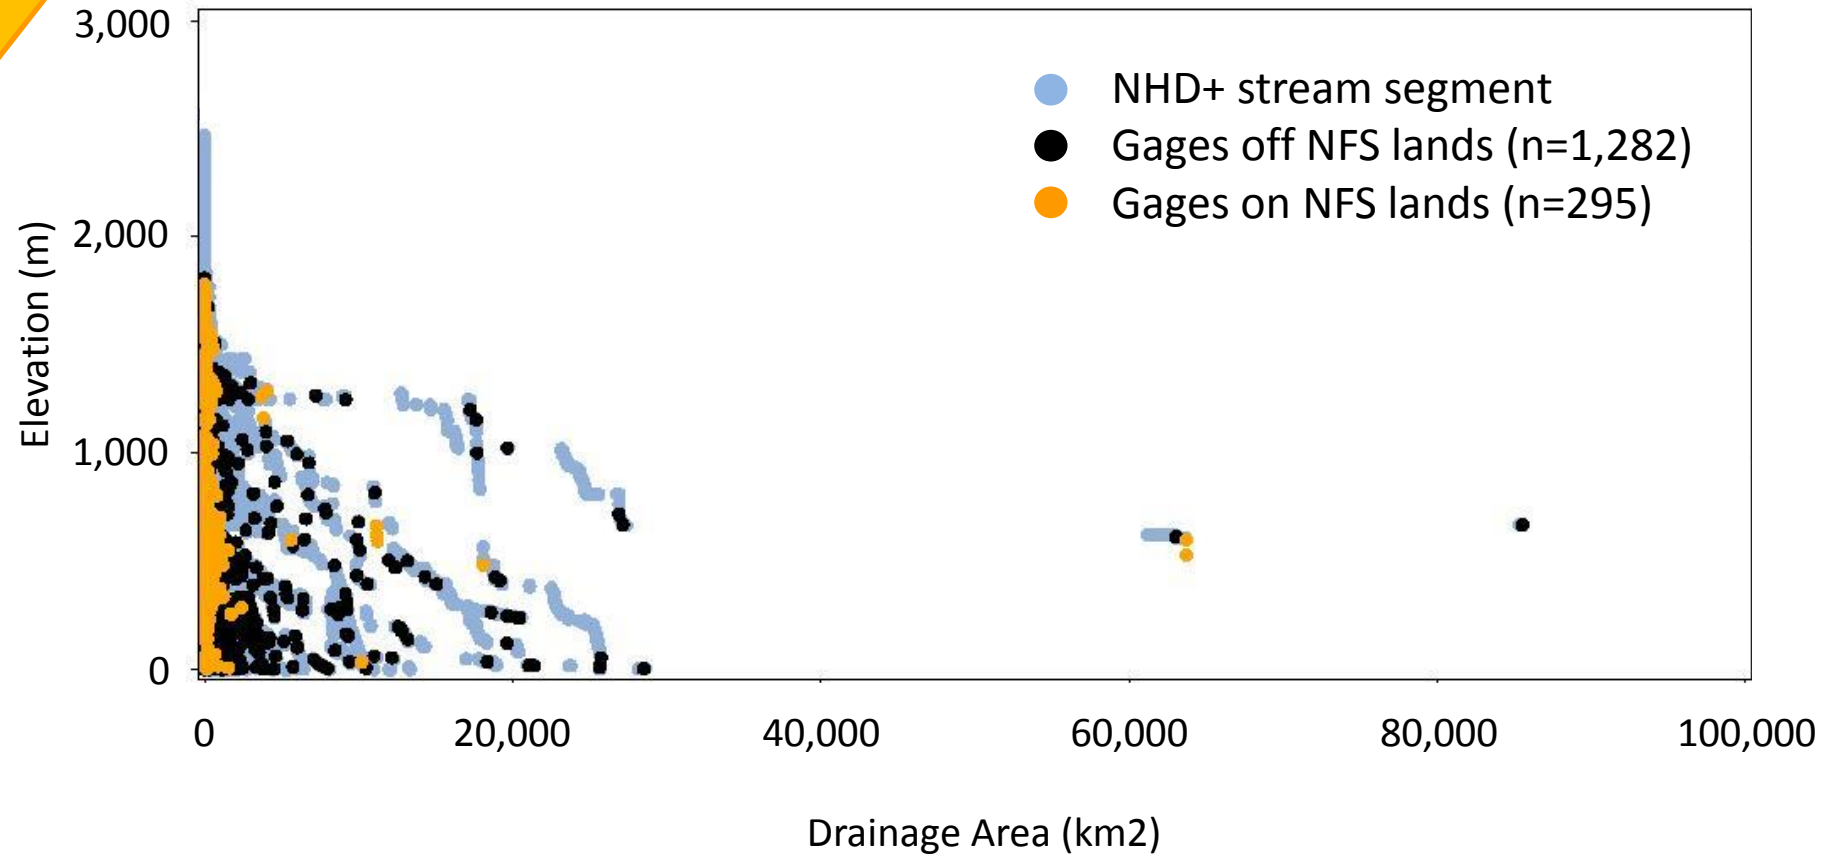 3,000
2,000
1,000
0
Elevation (m)
NHD+ stream segment
Gages off NFS lands (n=1,282)
Gages on NFS lands (n=295)
0 20,000 40,000 60,000 80,000 100,000
Drainage Area (km2)